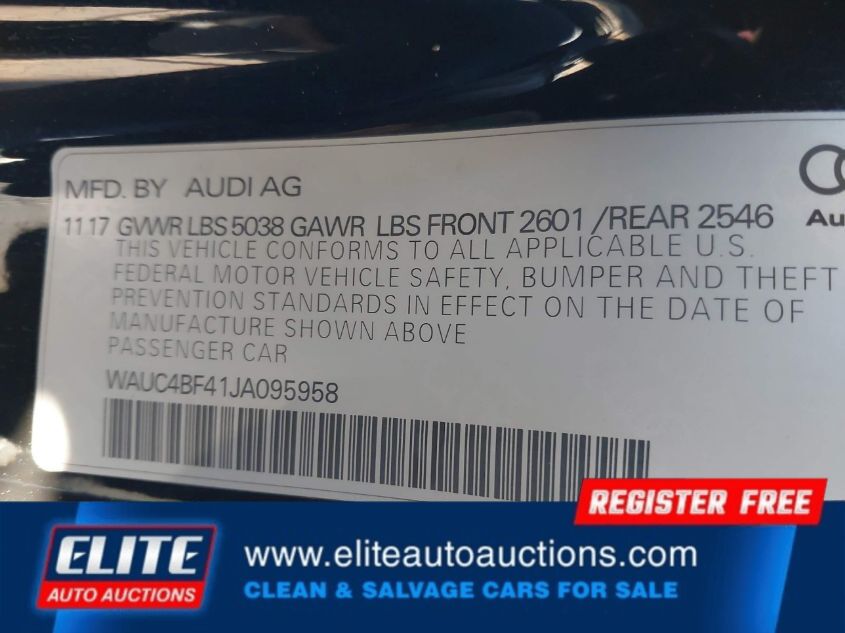 MFD. BY AUDI AG
11 17 GVWR LBS 5038 GAWR LBS FRONT 2601 / REAR 2546
THIS VEHICLE CONFORMS TO ALL APPLICABLE U.S.
FEDERAL MOTOR VEHICLE SAFETY, BUMPER AND THEFT
PREVENTION STANDARDS IN EFFECT ON THE DATE OF
MANUFACTURE SHOWN ABOVE
PASSENGER CAR
WAUC4BF41JA095958
REGISTER FREE
ELITE
AUTO AUCTIONS
www.eliteautoauctions.com
CLEAN & SALVAGE CARS FOR SALE